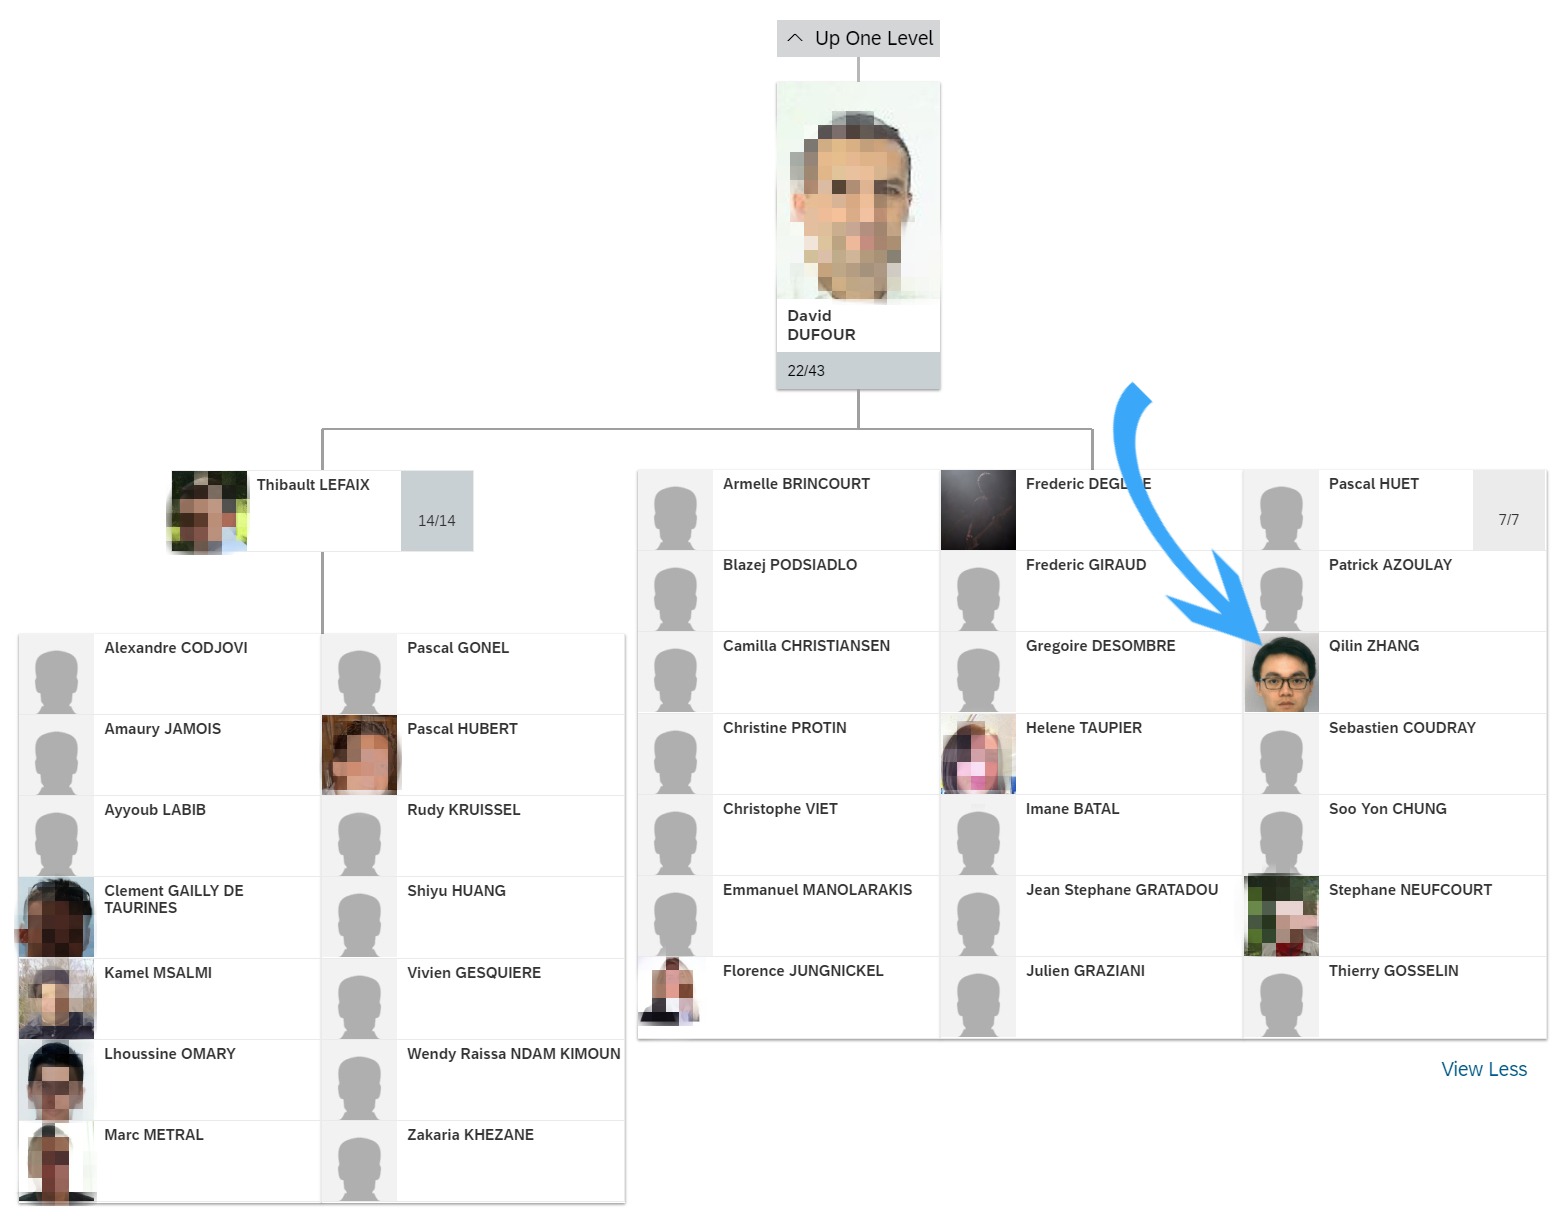 Up One Level
David
DUFOUR
22/43
Thibault LEFAIX
14/14
Alexandre CODJOVI
Pascal GONEL
Amaury JAMOIS
Pascal HUBERT
Ayyoub LABIB
Rudy KRUISSEL
Clement GAILLY DE
TAURINES
Shiyu HUANG
Kamel MSALMI
Vivien GESQUIERE
Lhoussine OMARY
Wendy Raissa NDAM KIMOUN
Marc METRAL
Zakaria KHEZANE
Armelle BRINCOURT
Frederic
Pascal HUET
7/7
Blazej PODSIADLO
Frederic GIRAUD
Patrick AZOULAY
Camilla CHRISTIANSEN
Gregoire DESOMBRE
Qilin ZHANG
Christine PROTIN
Helene TAUPIER
Sebastien COUDRAY
Christophe VIET
Imane BATAL
Soo Yon CHUNG
Emmanuel MANOLARAKIS
Jean Stephane GRATADOU
Stephane NEUFCOURT
Florence JUNGNICKEL
Julien GRAZIANI
Thierry GOSSELIN
View Less